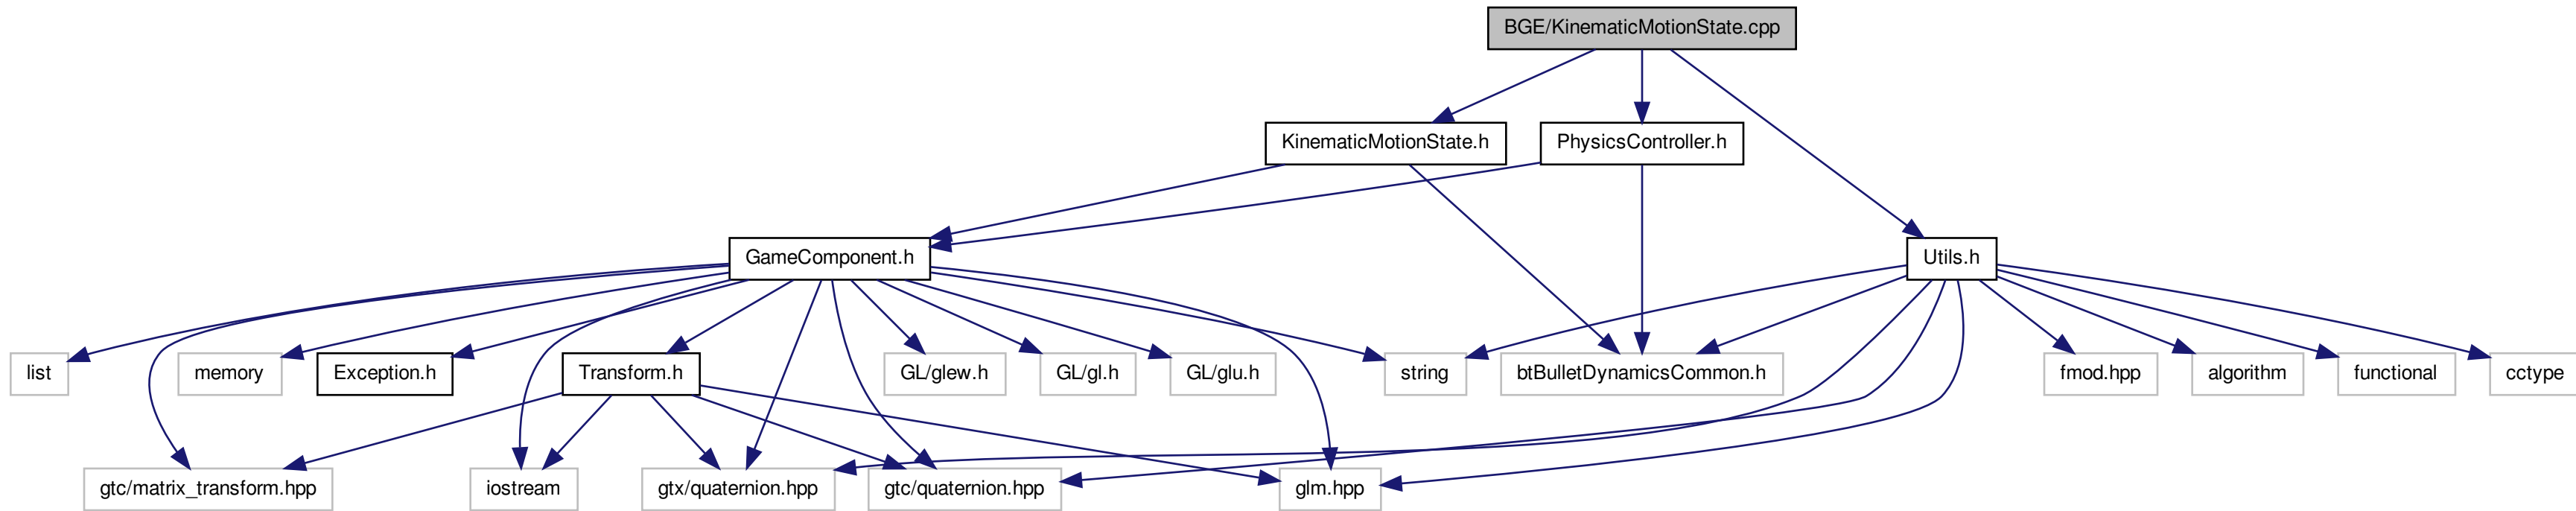 BGE/KinematicMotionState.cpp
KinematicMotionState.h
PhysicsController.h
GameComponent.h
Utils.h
list
memory
Exception.h
Transform.h
GL/glew.h
GL/gl.h
GL/glu.h
string
btBulletDynamicsCommon.h
fmod.hpp
algorithm
functional
cctype
gtc/matrix_transform.hpp
iostream
gtx/quaternion.hpp
gtc/quaternion.hpp
glm.hpp